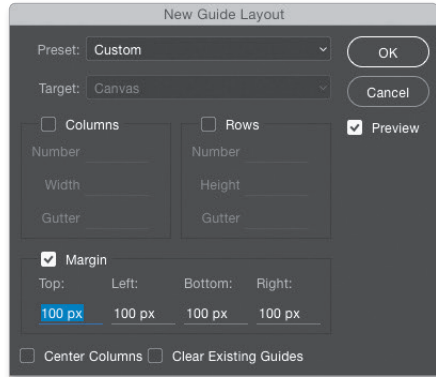 New Guide Layout
Preset: Custom
OK
Target: Canvas
Cancel
Columns
Rows
Preview
Number
Number
Width
Height
Gutter
Gutter
Margin
Top: Left: Bottom: Right:
100 px 100 px 100 px 100 px
Center Columns Clear Existing Guides